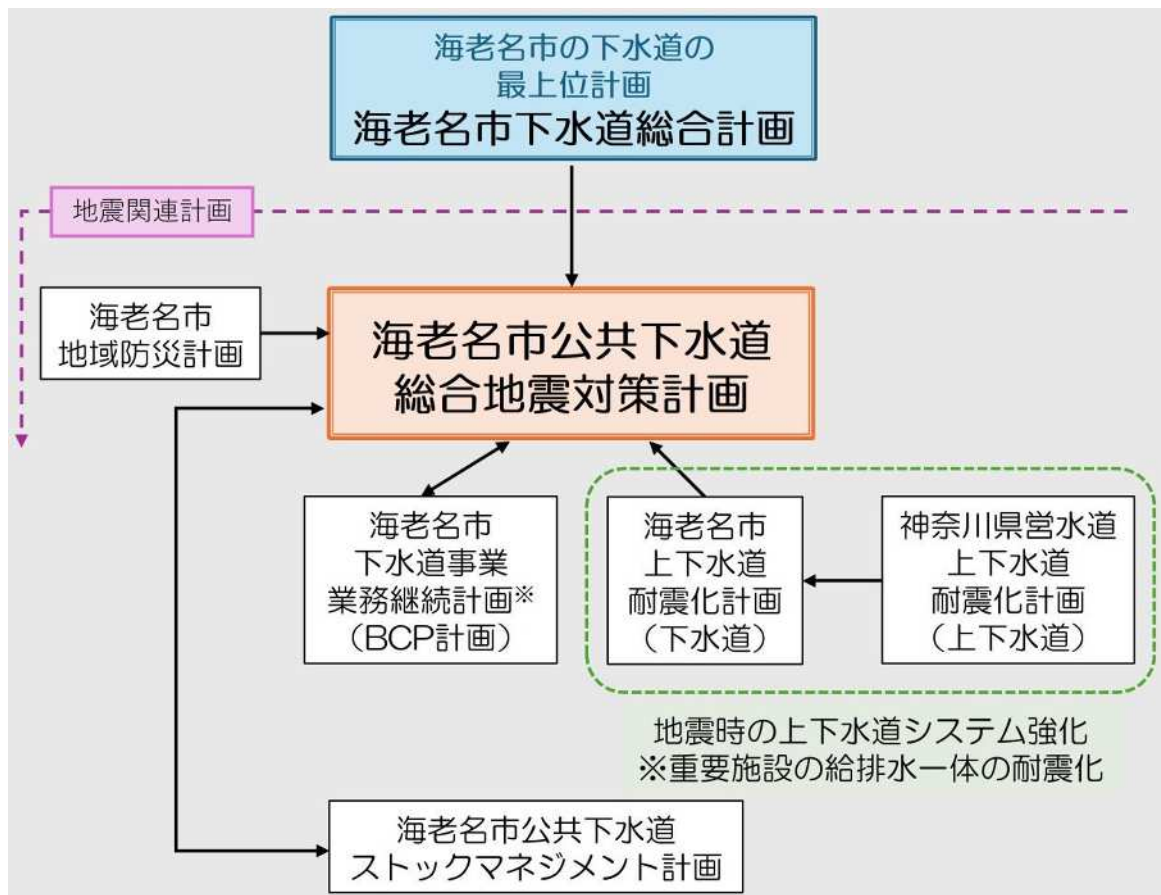 海老名市の下水道の
最上位計画
海老名市下水道総合計画
地震関連計画
海老名市
地域防災計画
海老名市公共下水道
総合地震対策計画
海老名市
下水道事業
業務継続計画※
（BCP計画）
海老名市
上下水道
耐震化計画
（下水道）
神奈川県営水道
上下水道
耐震化計画
（上下水道）
地震時の上下水道システム強化
※重要施設の給排水一体の耐震化
海老名市公共下水道
ストックマネジメント計画